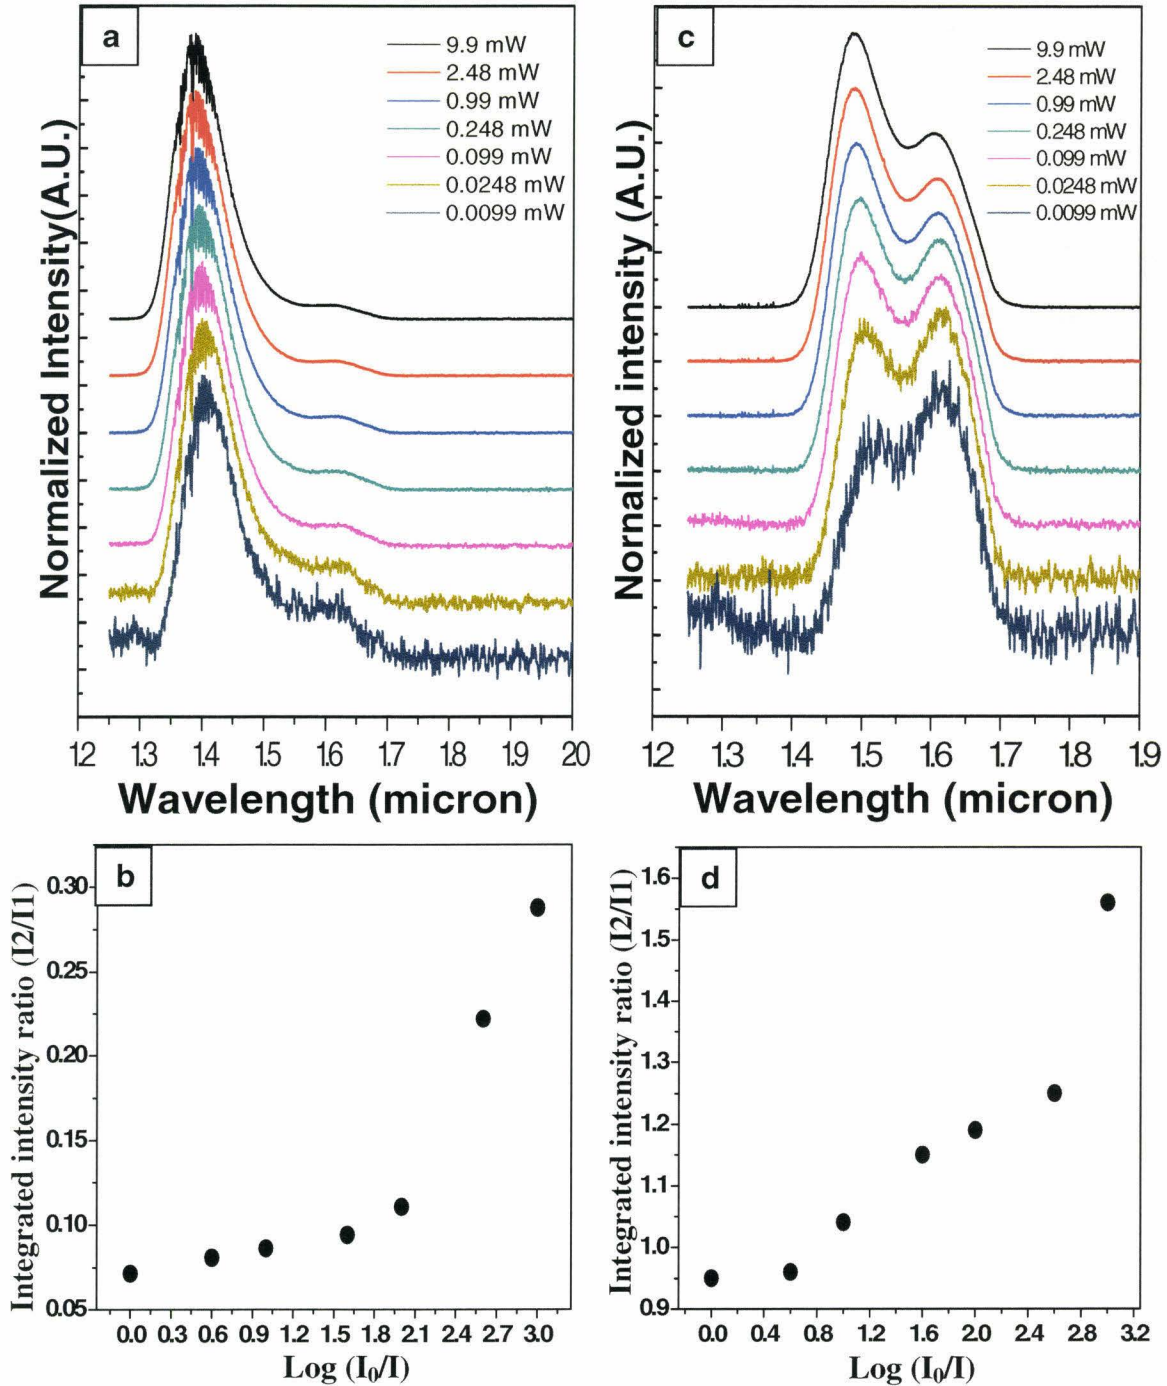 a
9.9 mW
2.48 mW
0.99 mW
0.248 mW
0.099 mW
0.0248 mW
0.0099 mW
Normalized Intensity(A.U.)
1.2 1.3 1.4 1.5 1.6 1.7 1.8 1.9 2.0
Wavelength (micron)
c
9.9 mW
2.48 mW
0.99 mW
0.248 mW
0.099 mW
0.0248 mW
0.0099 mW
Nornalized intensity (A.U.)
1.2 1.3 1.4 1.5 1.6 1.7 1.8 1.9
Wavelength (micron)
b
Integrated intensity ratio (I2/I1)
0.30
0.25
0.20
0.15
0.10
0.05
0.0 0.3 0.6 0.9 1.2 1.5 1.8 2.1 2.4 2.7 3.0
Log (I0/I)
d
Integrated intensity ratio (I2/I1)
1.6
1.5
1.4
1.3
1.2
1.1
1.0
0.9
0.0 0.4 0.8 1.2 1.6 2.0 2.4 2.8 3.2
Log (I0/I)